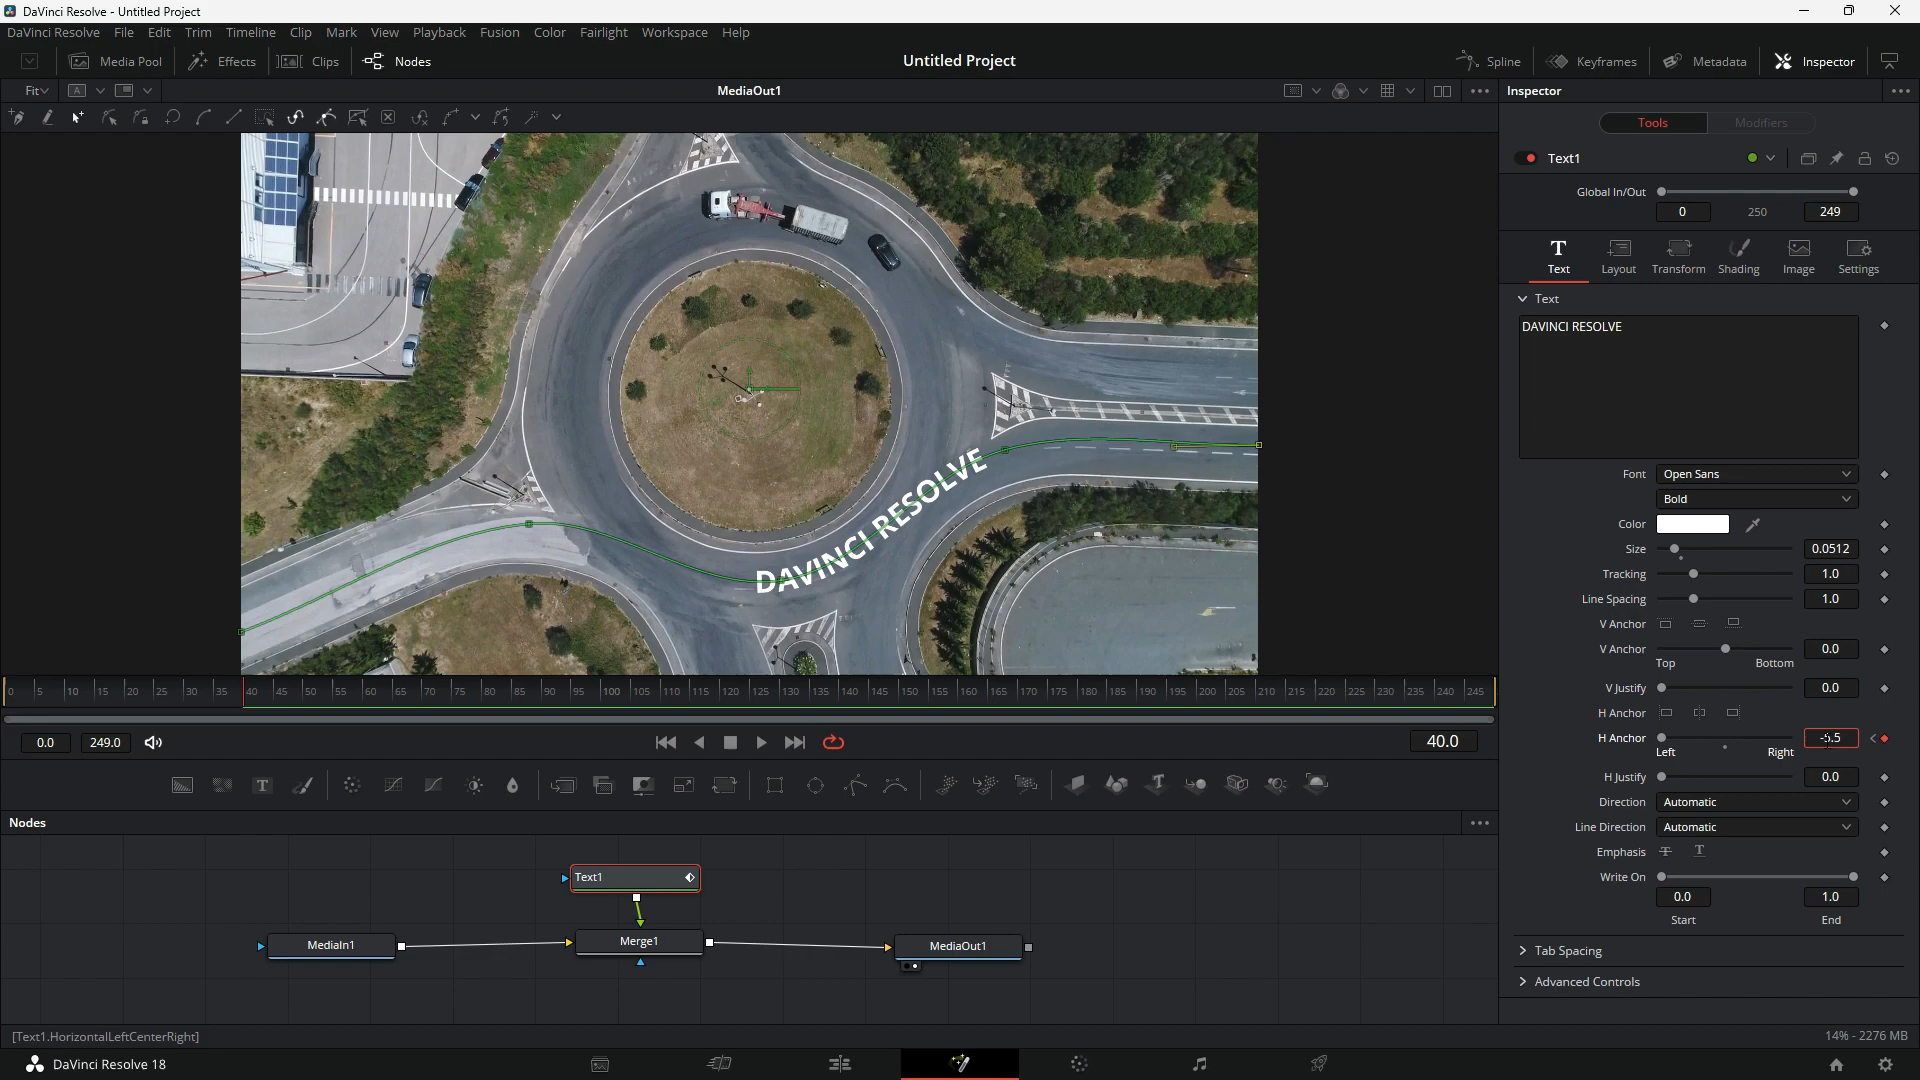 DaVinci Resolve - Untitled Project
DaVinci Resolve File Edit Trim Timeline Clip Mark View Playback Fusion Color Fairlight Workspace Help
Media Pool Effects Clips Nodes Untitled Project Spline Keyframes Metadata Inspector
Fit A MediaOut1 Inspector
Tools Modifiers
Text1
Global In/Out
0 250 249
T
Text Layout Transform Shading Image Settings
Text
DAVINCI RESOLVE
DAVINCI RESOLVE
Font Open Sans
Bold
Color
Size 0.0512
Tracking 1.0
Line Spacing 1.0
V Anchor
V Anchor 0.0
Top Bottom
V Justify 0.0
H Anchor
H Anchor -5.5
Left Right
H Justify 0.0
Direction Automatic
Line Direction Automatic
Emphasis T T
Write On
0.0 1.0
Start End
Tab Spacing
Advanced Controls
0 5 10 15 20 25 30 35 40 45 50 55 60 65 70 75 80 85 90 95 100 105 110 115 120 125 130 135 140 145 150 155 160 165 170 175 180 185 190 195 200 205 210 215 220 225 230 235 240 245
0.0 249.0 40.0
Nodes
Text1
MediaIn1 Merge1 MediaOut1
[Text1.HorizontalLeftCenterRight] 14% - 2276 MB
DaVinci Resolve 18